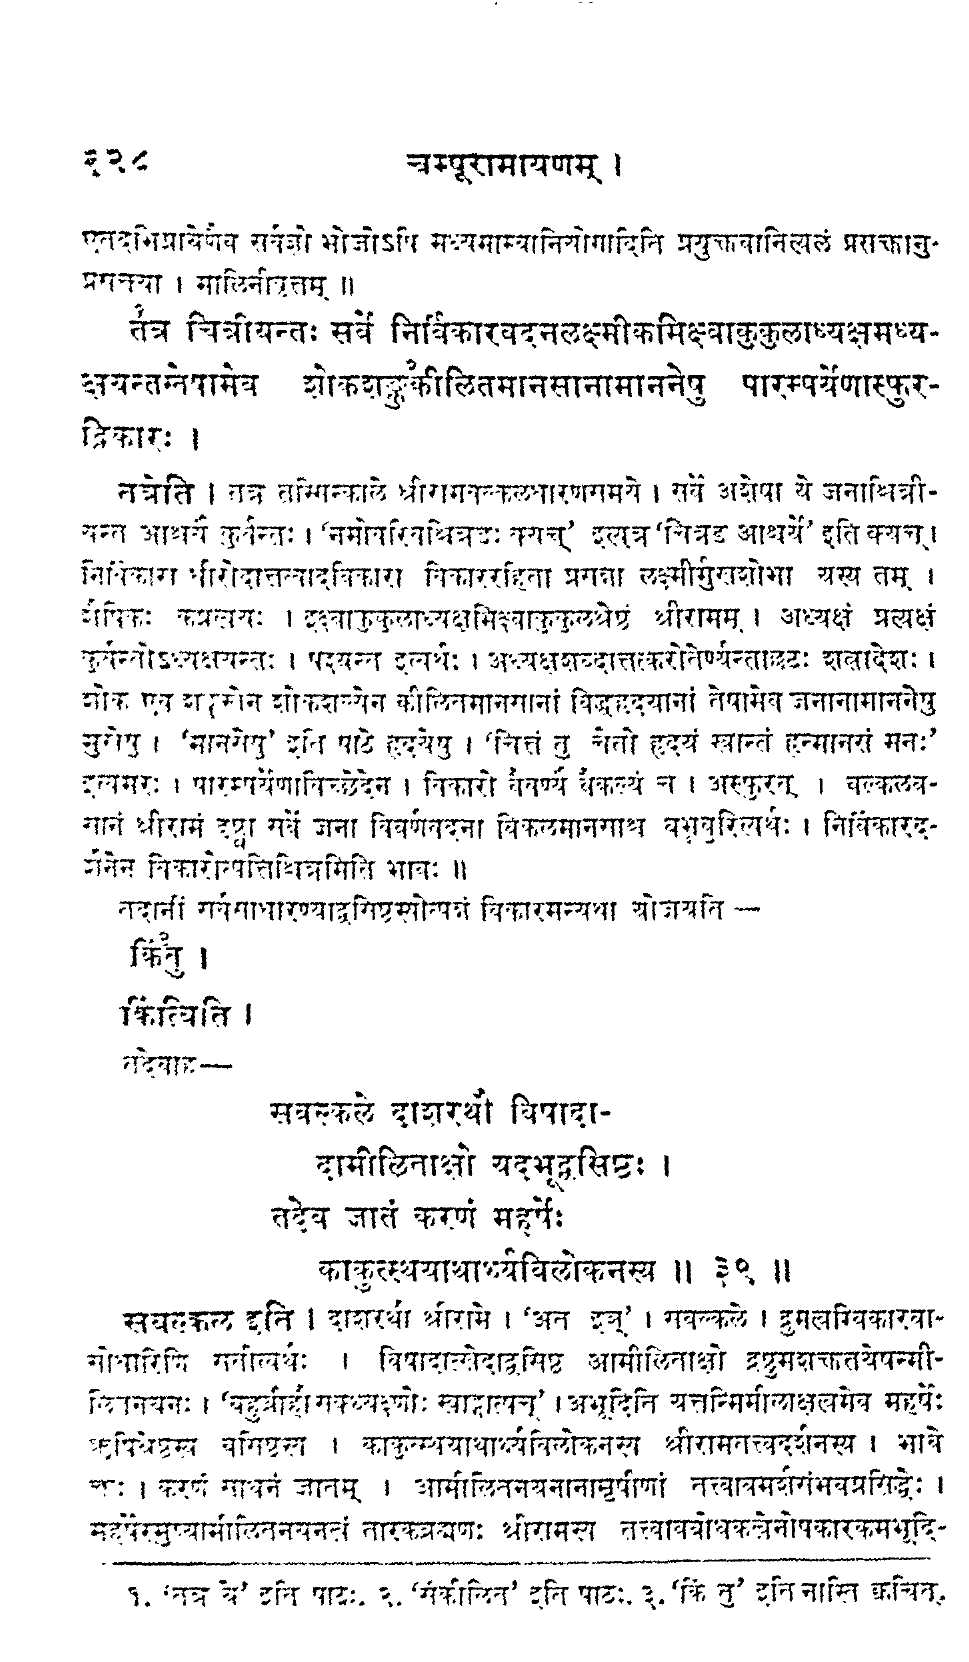 १२८ चम्पूरामायणम् ।
एतदभिप्रायेणैव सर्वज्ञो भोजोऽपि मध्यमाम्बानियोगादिति प्रयुक्तवानित्यलं प्रसक्तानु-
प्रसक्त्या । मालिनीवृत्तम् ॥
तत्र चित्रीयन्तः सर्वे निर्विकारवदनलक्ष्मीकमिक्ष्वाकुकुलाध्यक्षमध्य-
क्षयन्तस्तेषामेव शोकशङ्कुकीलितमानसानामाननेषु पारम्पर्येणास्फुर-
द्विकारः ।
तत्रेति । तत्र तस्मिन्काले श्रीरामवल्कलधारणसमये । सर्वे अशेषा ये जनाश्चित्री-
यन्त आश्चर्यं कुर्वन्तः । ‘नमोवरिवश्चित्रङः क्यच्’ इत्यत्र ‘चित्रङ आश्चर्ये’ इति क्यच् ।
निर्विकारा धीरोदात्तत्वादविकारा विकाररहिता प्रसन्ना लक्ष्मीर्मुखशोभा यस्य तम् ।
शैषिकः कप्रत्ययः । इक्ष्वाकुकुलाध्यक्षमिक्ष्वाकुकुलश्रेष्ठं श्रीरामम् । अध्यक्षं प्रत्यक्षं
कुर्वन्तोऽध्यक्षयन्तः । पश्यन्त इत्यर्थः । अध्यक्षशब्दात्तत्करोतेर्ण्यन्ताल्लटः शत्रादेशः ।
शोक एव शङ्कुस्तेन शोकशल्येन कीलितमानसानां विद्धहृदयानां तेषामेव जनानामाननेषु
मुखेषु । ‘मानसेषु’ इति पाठे हृदयेषु । ‘चित्तं तु चेतो हृदयं स्वान्तं हृन्मानसं मनः’
इत्यमरः । पारम्पर्येणाविच्छेदेन । विकारो वैवर्ण्यं वैकल्यं च । अस्फुरत् । वल्कलव-
सानं श्रीरामं दृष्ट्वा सर्वे जना विवर्णवदना विकलमानसाश्च बभूवुरित्यर्थः । निर्विकारद-
र्शनेन विकारोत्पत्तिश्चित्रमिति भावः ॥
तदानीं सर्वसाधारण्याद्वसिष्ठस्योत्पन्नं विकारमन्यथा योजयति —
किंतु ।
किंत्विति ।
तदेवाह—
सवल्कले दाशरथौ विषादा-
दामीलिताक्षो यदभूद्वसिष्ठः ।
तदेव जातं करणं महर्षेः
काकुत्स्थयाथार्थ्यविलोकनस्य ॥ ३९ ॥
सवल्कल इति । दाशरथौ श्रीरामे । ‘अत इञ्’ । सवल्कले । द्रुमत्वग्विकारवा-
सोधारिणि सतीत्यर्थः । विषादात्खेदाद्वसिष्ठ आमीलिताक्षो द्रष्टुमशक्ततयेषन्मी-
लितनयनः । ‘बहुव्रीहौ सक्थ्यक्ष्णोः स्वाङ्गात्षच्’ । अभूदिति यत्तन्निमीलाक्षत्वमेव महर्षेः
ऋषिश्रेष्ठस्य वसिष्ठस्य । काकुत्स्थयाथार्थ्यविलोकनस्य श्रीरामतत्त्वदर्शनस्य । भावे
करणं साधनं जातम् । आमीलितनयनानामृषीणां तत्त्वावमर्शसंभवप्रसिद्धेः ।
महर्षेरमुष्यामीलितनयनत्वं तारकब्रह्मणः श्रीरामस्य तत्त्वावबोधकत्वेनोपकारकमभूदि-
१. ‘तत्र ये’ इति पाठः. २. ‘संकीलित’ इति पाठः. ३. ‘किं तु’ इति नास्ति क्वचित्.